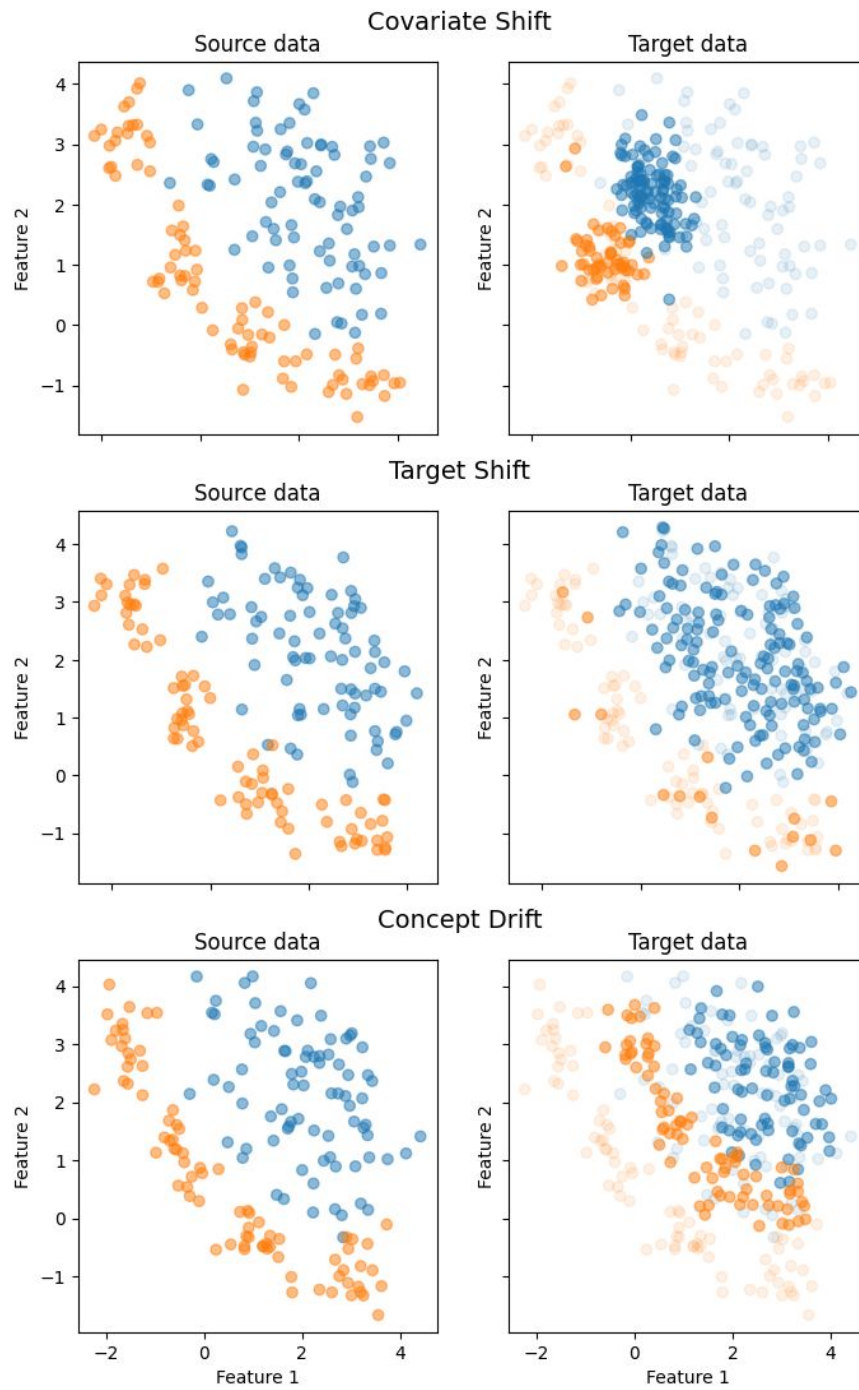 Covariate Shift
Source data
Target data
4
3
2
1
0
−1
Feature 2
Feature 2
Target Shift
Source data
Target data
4
3
2
1
0
−1
Feature 2
Feature 2
Concept Drift
Source data
Target data
4
3
2
1
0
−1
Feature 2
Feature 2
−2 0 2 4
Feature 1
−2 0 2 4
Feature 1